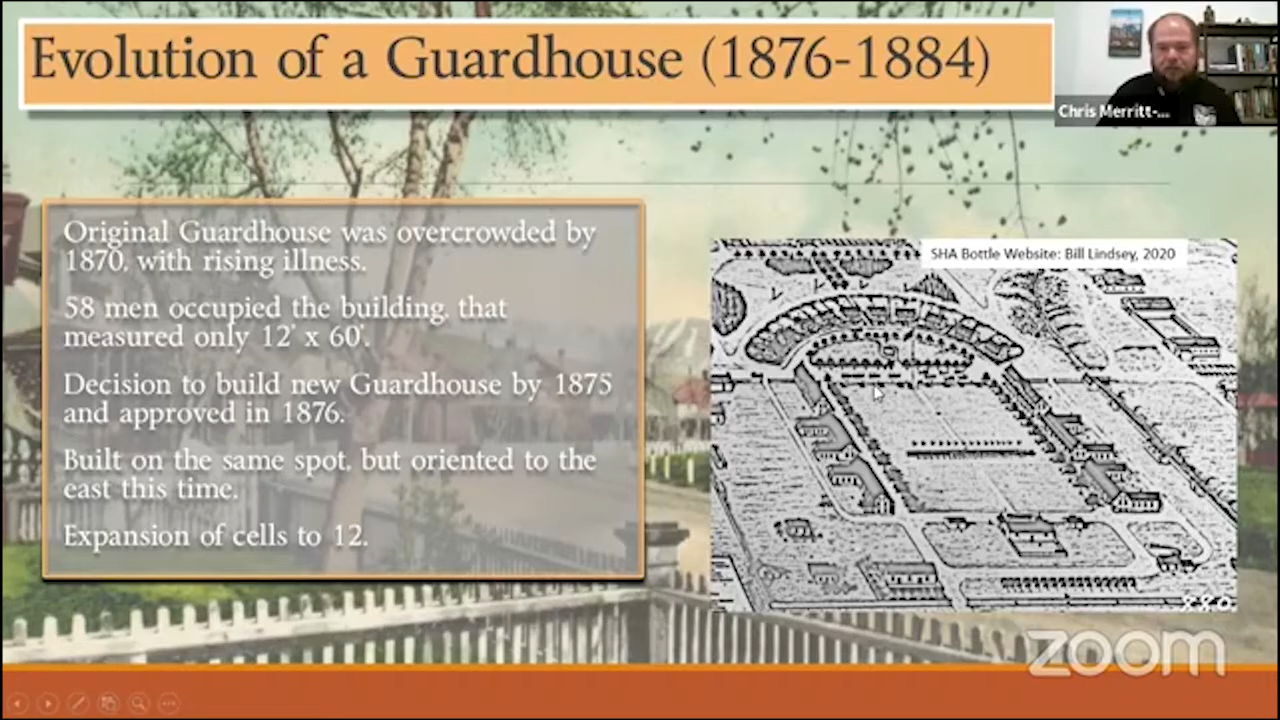 Evolution of a Guardhouse (1876-1884)
Chris Merritt-...
Original Guardhouse was overcrowded by
1870, with rising illness.
58 men occupied the building, that
measured only 12' x 60'.
Decision to build new Guardhouse by 1875
and approved in 1876.
Built on the same spot, but oriented to the
east this time.
Expansion of cells to 12.
SHA Bottle Website: Bill Lindsey, 2020
880
zoom